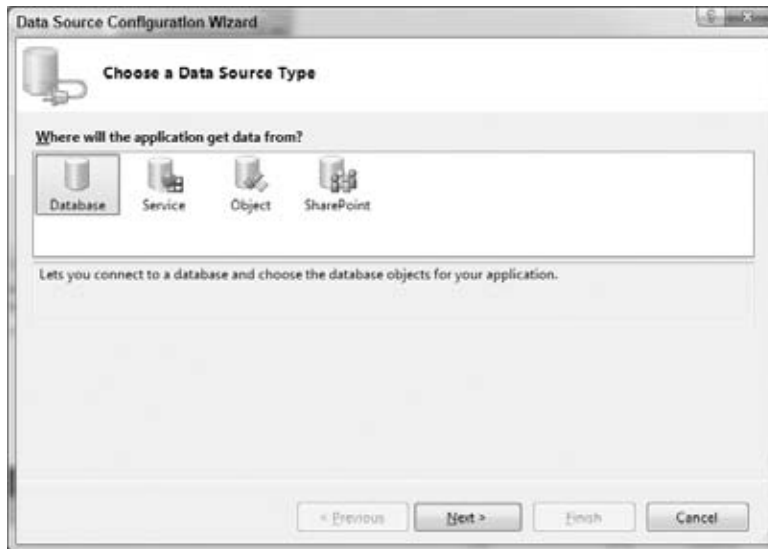 Data Source Configuration Wizard
Choose a Data Source Type
Where will the application get data from?
Database Service Object SharePoint
Lets you connect to a database and choose the database objects for your application.
< Previous Next > Finish Cancel